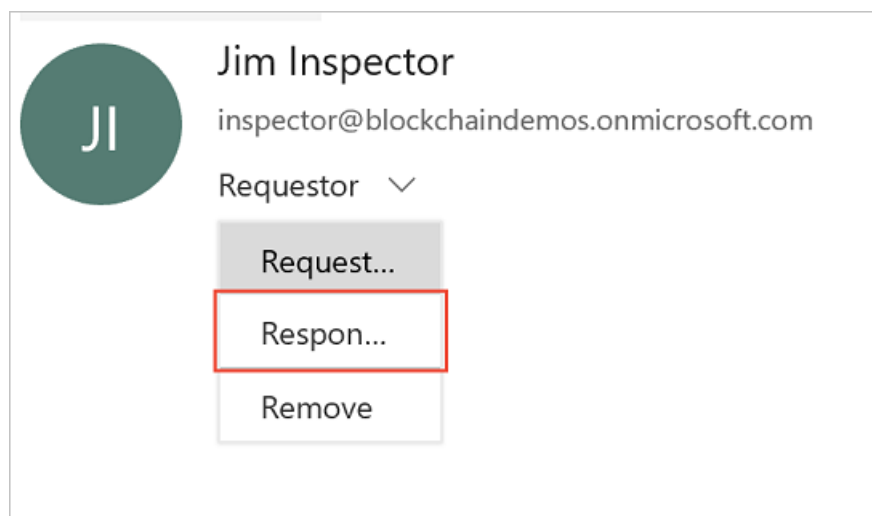 Jim Inspector
JI
inspector@blockchaindemos.onmicrosoft.com
Requestor
Request...
Respon...
Remove